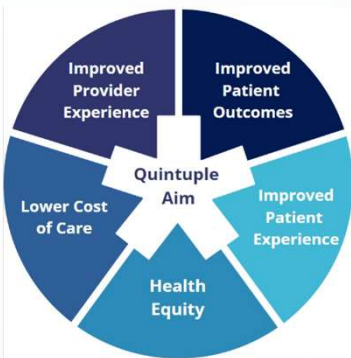 Improved
Provider
Experience
Improved
Patient
Outcomes
Quintuple
Aim
Lower Cost
of Care
Improved
Patient
Experience
Health
Equity